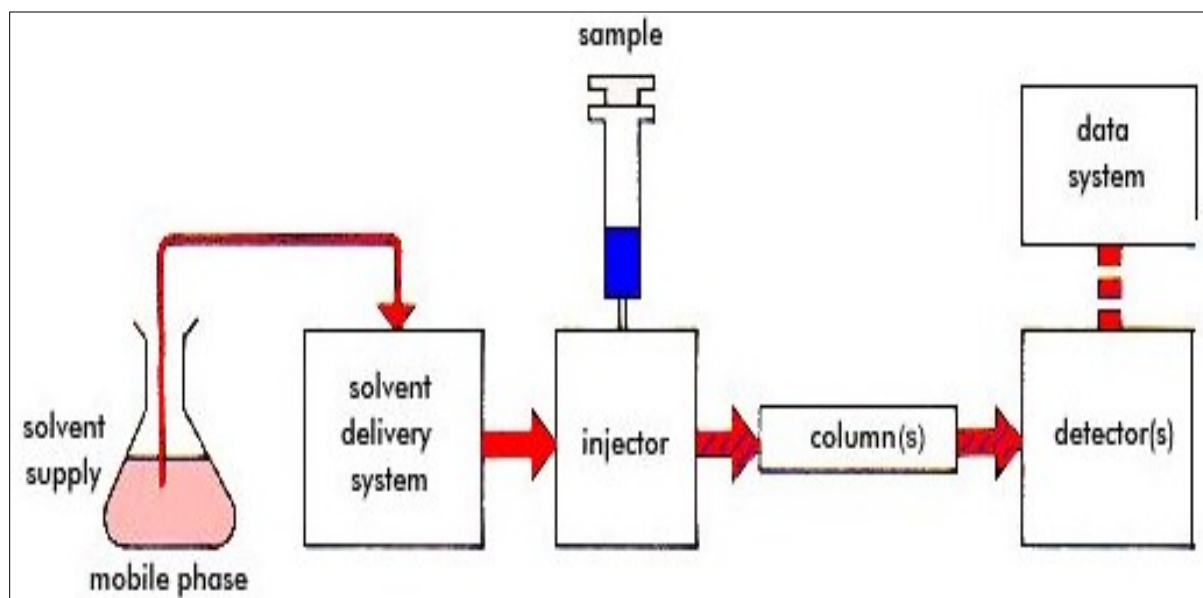 sample
data
system
solvent
supply
mobile phase
solvent
delivery
system
injector
column(s)
detector(s)